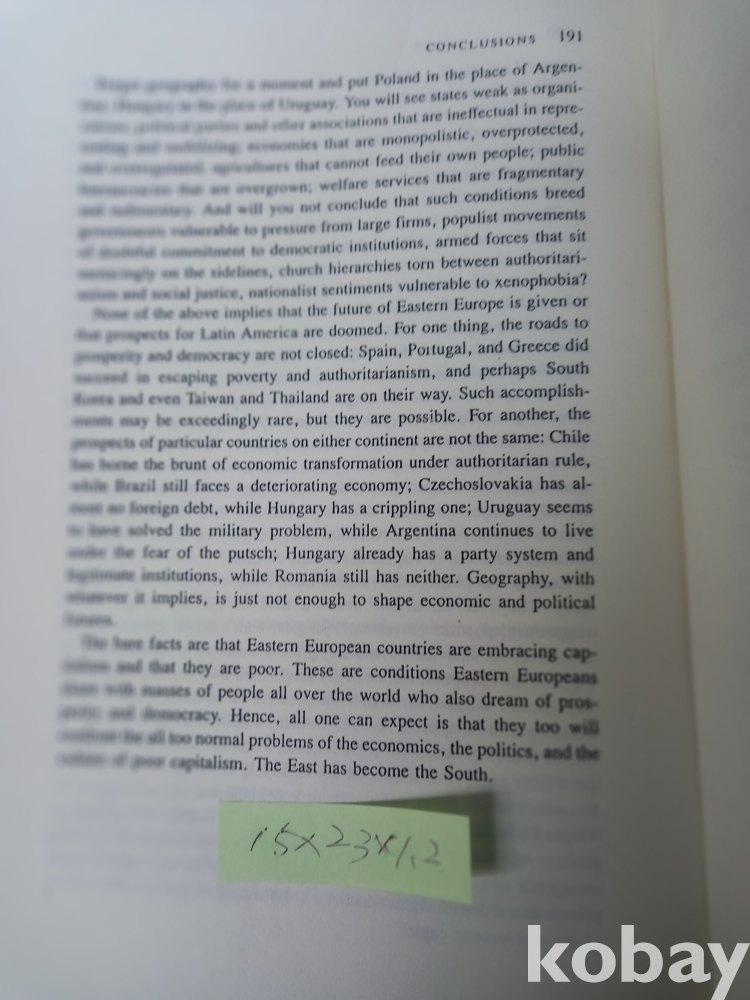 CONCLUSIONS 191
geography for a moment and put Poland in the place of Argen-
Hungary in the place of Uruguay. You will see states weak as organi-
political parties and other associations that are ineffectual in repre-
and economies that are monopolistic, overprotected,
and agricultures that cannot feed their own people; public
that are overgrown; welfare services that are fragmentary
and And will you not conclude that such conditions breed
governments vulnerable to pressure from large firms, populist movements
of doubtful commitment to democratic institutions, armed forces that sit
on the sidelines, church hierarchies torn between authoritari-
and social justice, nationalist sentiments vulnerable to xenophobia?
None of the above implies that the future of Eastern Europe is given or
that prospects for Latin America are doomed. For one thing, the roads to
prosperity and democracy are not closed: Spain, Portugal, and Greece did
succeed in escaping poverty and authoritarianism, and perhaps South
Korea and even Taiwan and Thailand are on their way. Such accomplish-
ments may be exceedingly rare, but they are possible. For another, the
prospects of particular countries on either continent are not the same: Chile
has borne the brunt of economic transformation under authoritarian rule,
while Brazil still faces a deteriorating economy; Czechoslovakia has al-
most no foreign debt, while Hungary has a crippling one; Uruguay seems
to have solved the military problem, while Argentina continues to live
under the fear of the putsch; Hungary already has a party system and
legitimate institutions, while Romania still has neither. Geography, with
whatever it implies, is just not enough to shape economic and political
The bare facts are that Eastern European countries are embracing cap-
italism and that they are poor. These are conditions Eastern Europeans
share with masses of people all over the world who also dream of pros-
perity and democracy. Hence, all one can expect is that they too will
confront the all too normal problems of the economics, the politics, and the
culture of poor capitalism. The East has become the South.
15x23x1.2
kobay